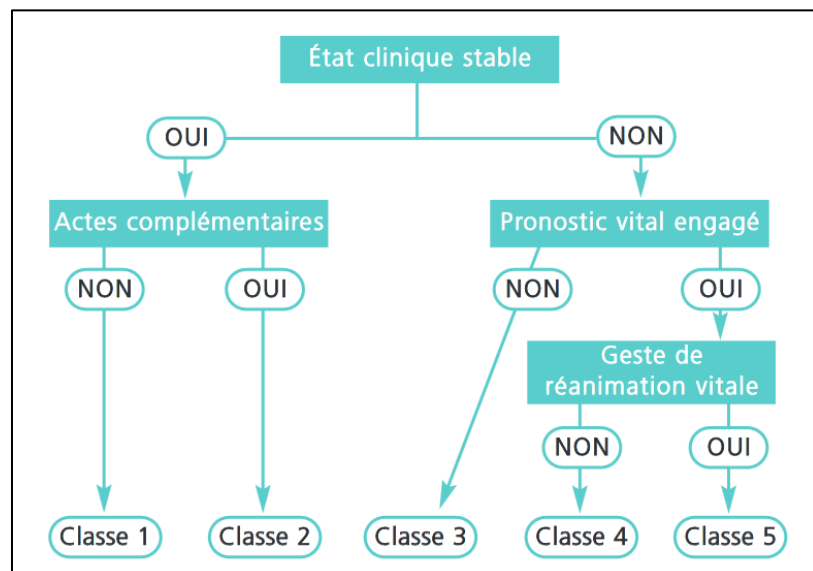 État clinique stable
OUI
NON
Actes complémentaires
Pronostic vital engagé
NON
OUI
NON
OUI
Geste de
réanimation vitale
NON
OUI
Classe 1
Classe 2
Classe 3
Classe 4
Classe 5